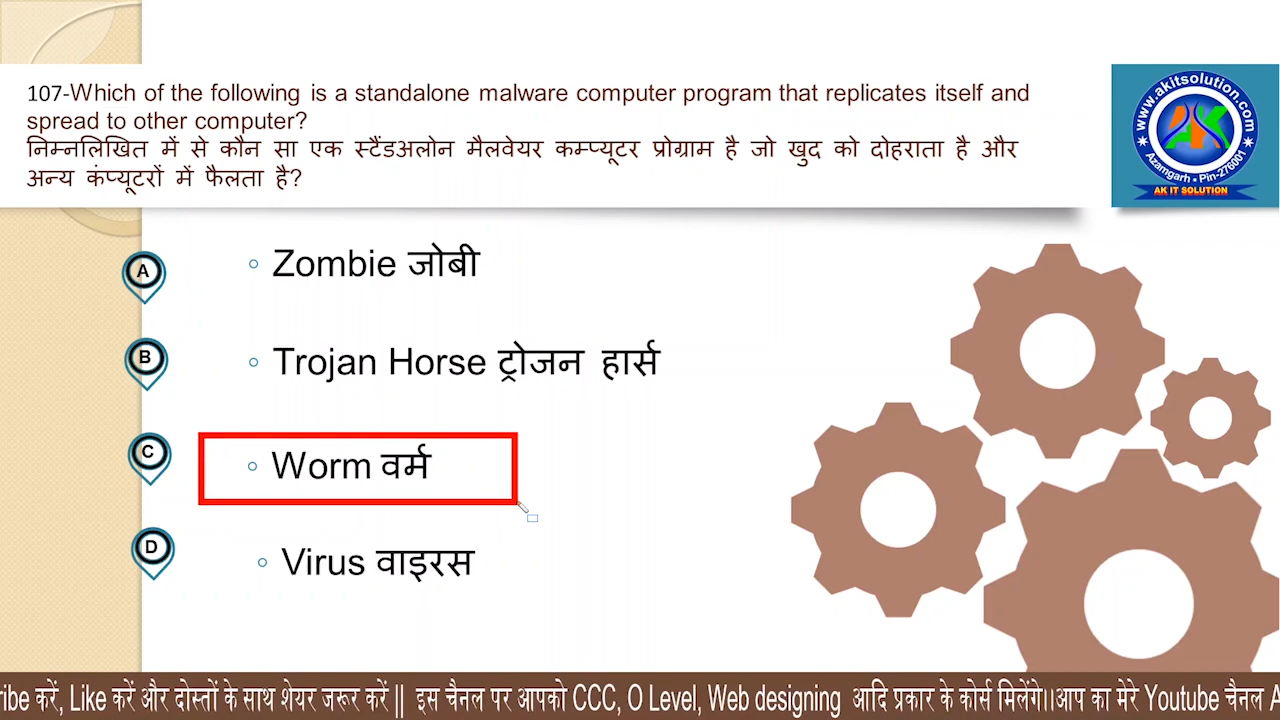 107-Which of the following is a standalone malware computer program that replicates itself and
spread to other computer?
निम्नलिखित में से कौन सा एक स्टैंडअलोन मैलवेयर कम्प्यूटर प्रोग्राम है जो खुद को दोहराता है और
अन्य कंप्यूटरों में फैलता है?
www.akitsolution.com
AK
Azamgarh • Pin-276001
AK IT SOLUTION
A
Zombie जोबी
B
Trojan Horse ट्रोजन हार्स
C
Worm वर्म
D
Virus वाइरस
ribe करें, Like करें और दोस्तों के साथ शेयर जरूर करें || इस चैनल पर आपको CCC, O Level, Web designing आदि प्रकार के कोर्स मिलेंगे।।आप का मेरे Youtube चैनल A